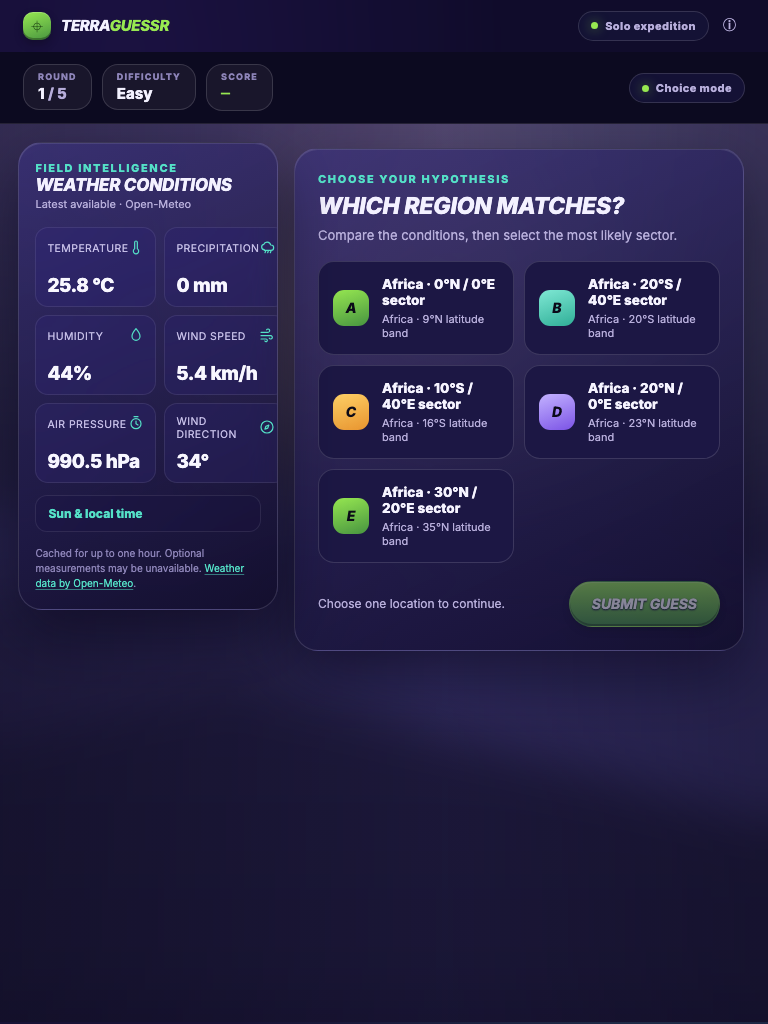 TERRAGUESSR
Solo expedition
ROUND
1 / 5
DIFFICULTY
Easy
SCORE
–
Choice mode
FIELD INTELLIGENCE
WEATHER CONDITIONS
Latest available · Open-Meteo
TEMPERATURE
25.8 °C
PRECIPITATION
0 mm
HUMIDITY
44%
WIND SPEED
5.4 km/h
AIR PRESSURE
990.5 hPa
WIND
DIRECTION
34°
Sun & local time
Cached for up to one hour. Optional
measurements may be unavailable. Weather
data by Open-Meteo.
CHOOSE YOUR HYPOTHESIS
WHICH REGION MATCHES?
Compare the conditions, then select the most likely sector.
A
Africa · 0°N / 0°E
sector
Africa · 9°N latitude
band
B
Africa · 20°S /
40°E sector
Africa · 20°S latitude
band
C
Africa · 10°S /
40°E sector
Africa · 16°S latitude
band
D
Africa · 20°N /
0°E sector
Africa · 23°N latitude
band
E
Africa · 30°N /
20°E sector
Africa · 35°N latitude
band
Choose one location to continue.
SUBMIT GUESS